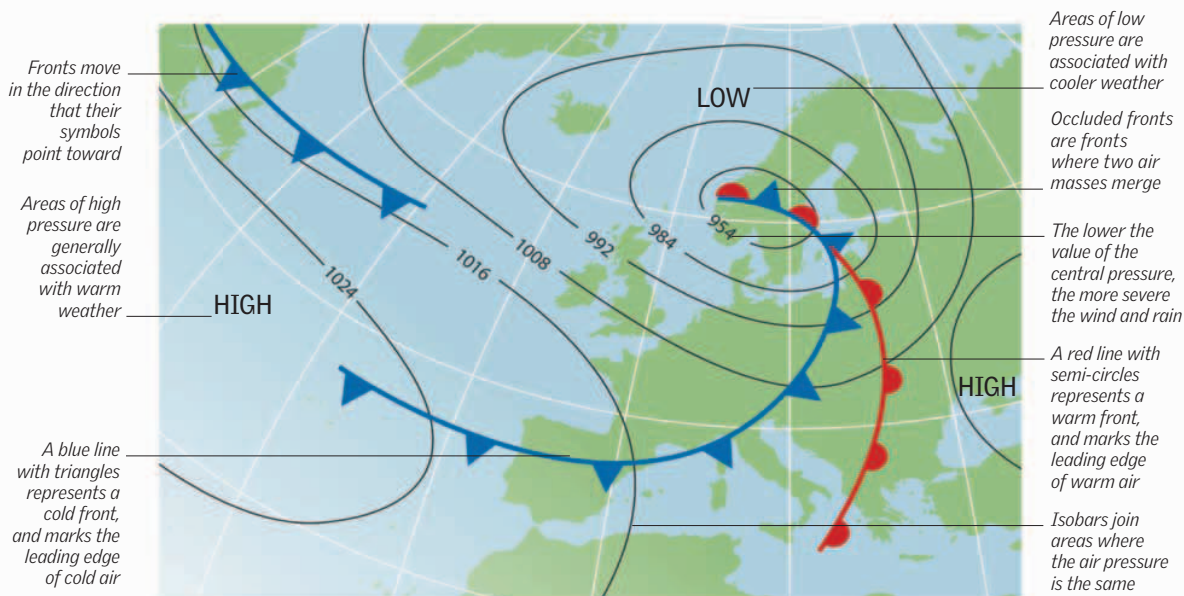 Fronts move
in the direction
that their
symbols
point toward
Areas of high
pressure are
generally
associated
with warm
weather
A blue line
with triangles
represents a
cold front,
and marks the
leading edge
of cold air
LOW
HIGH
HIGH
954
984
992
1008
1016
1024
Areas of low
pressure are
associated with
cooler weather
Occluded fronts
are fronts
where two air
masses merge
The lower the
value of the
central pressure,
the more severe
the wind and rain
A red line with
semi-circles
represents a
warm front,
and marks the
leading edge
of warm air
Isobars join
areas where
the air pressure
is the same